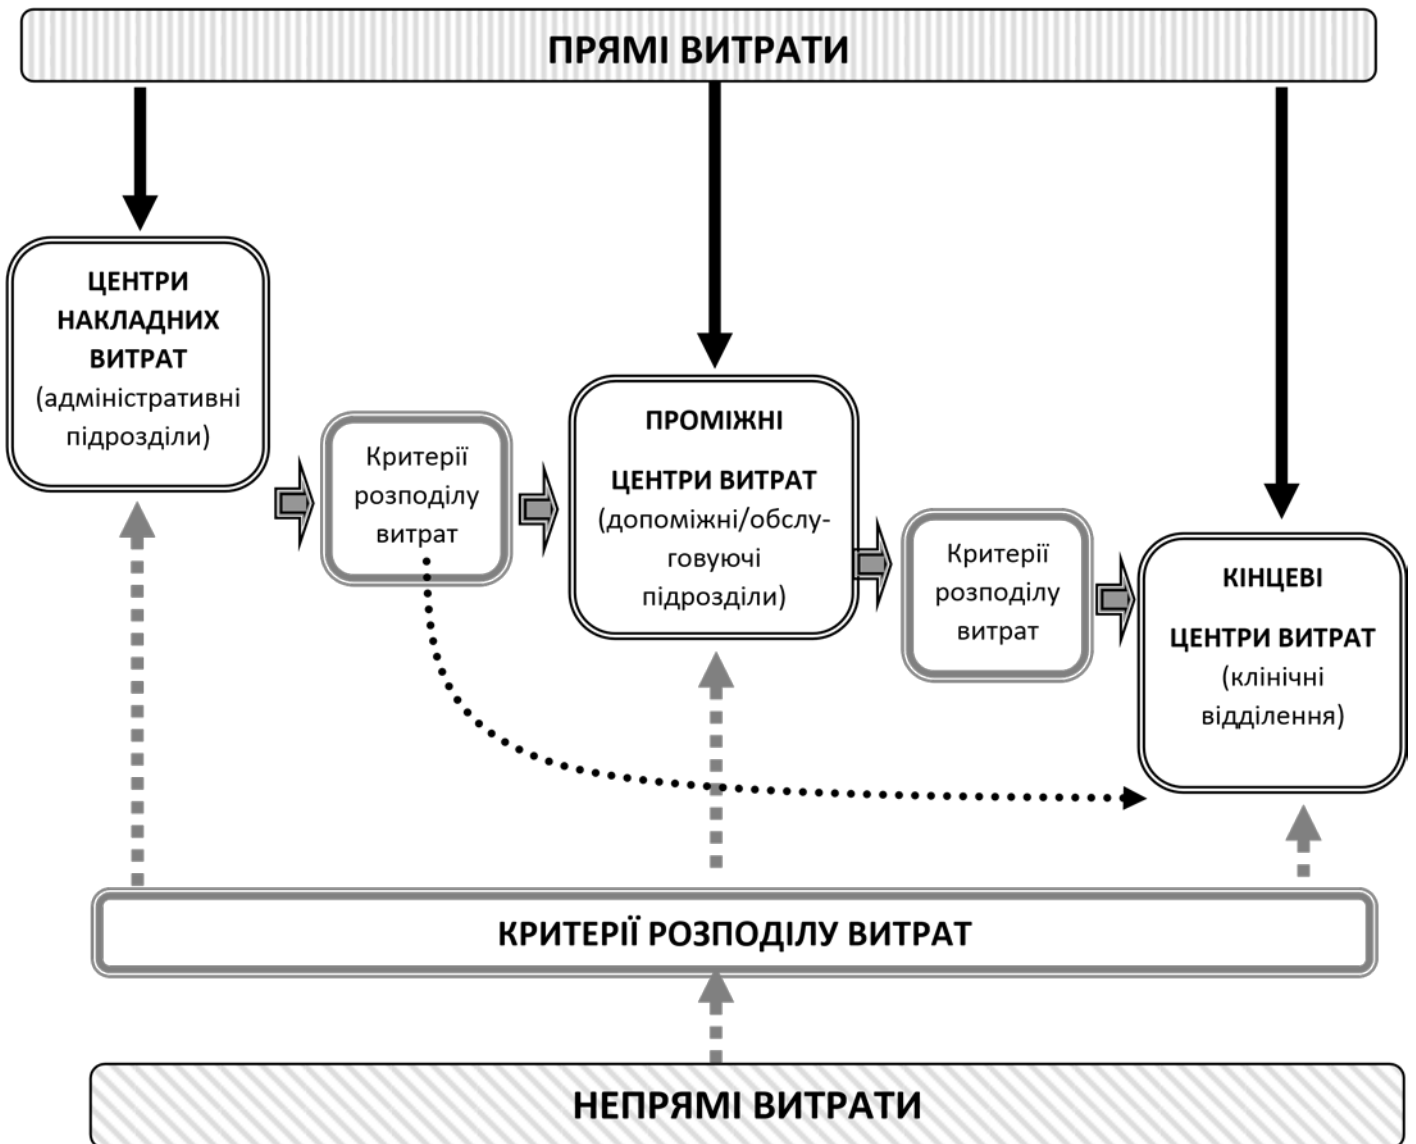 ПРЯМІ ВИТРАТИ
ЦЕНТРИ
НАКЛАДНИХ
ВИТРАТ
(адміністративні
підрозділи)
Критерії
розподілу
витрат
ПРОМІЖНІ
ЦЕНТРИ ВИТРАТ
(допоміжні/обслу-
говуючі
підрозділи)
Критерії
розподілу
витрат
КІНЦЕВІ
ЦЕНТРИ ВИТРАТ
(клінічні
відділення)
КРИТЕРІЇ РОЗПОДІЛУ ВИТРАТ
НЕПРЯМІ ВИТРАТИ